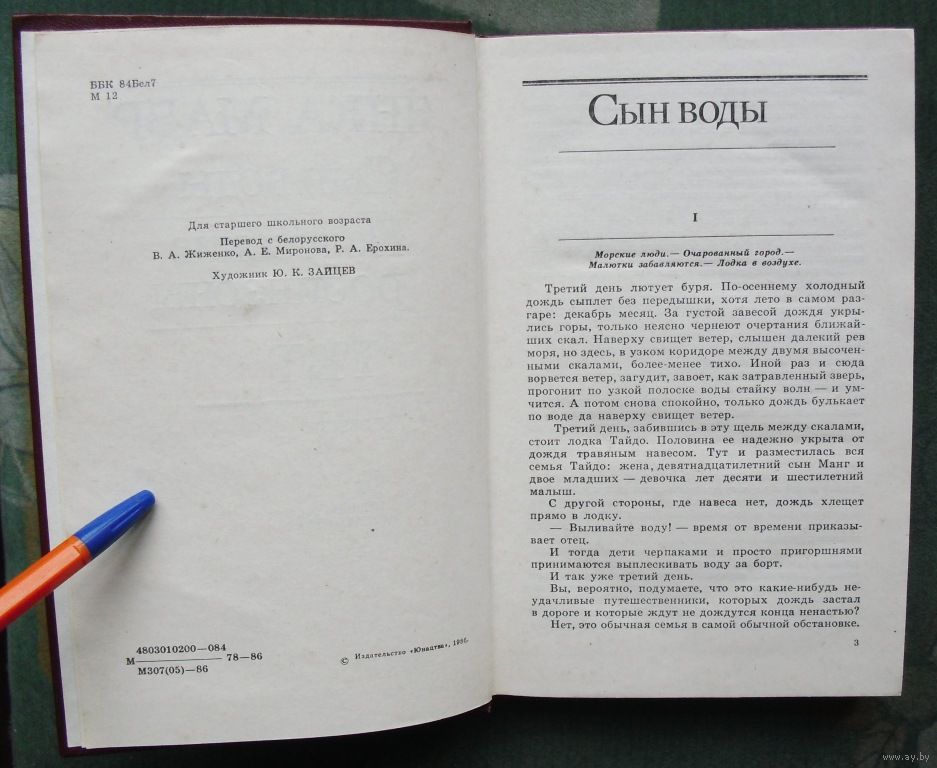 ББК 84Бел7
М 12
Для старшего школьного возраста
Перевод с белорусского
В. А. Жиженко, А. Е. Миронова, Р. А. Ерохина.
Художник Ю. К. ЗАЙЦЕВ
4803010200—084
М 78—86
М307(05)—86
© Издательство «Юнацтва», 1986.
Сын воды
I
Морские люди.— Очарованный город.—
Малютки забавляются.— Лодка в воздухе.
Третий день лютует буря. По-осеннему холодный
дождь сыплет без передышки, хотя лето в самом раз-
гаре: декабрь месяц. За густой завесой дождя укры-
лись горы, только неясно чернеют очертания ближай-
ших скал. Наверху свищет ветер, слышен далекий рев
моря, но здесь, в узком коридоре между двумя высочен-
ными скалами, более-менее тихо. Иной раз и сюда
ворвется ветер, загудит, завоет, как затравленный зверь,
прогонит по узкой полоске воды стайку волн — и ум-
чится. А потом снова спокойно, только дождь булькает
по воде да наверху свищет ветер.
Третий день, забившись в эту щель между скалами,
стоит лодка Тайдо. Половина ее надежно укрыта от
дождя травяным навесом. Тут и разместилась вся
семья Тайдо: жена, девятнадцатилетний сын Манг и
двое младших — девочка лет десяти и шестилетний
малыш.
С другой стороны, где навеса нет, дождь хлещет
прямо в лодку.
— Выливайте воду! — время от времени приказы-
вает отец.
И тогда дети черпаками и просто пригоршнями
принимаются выплескивать воду за борт.
И так уже третий день.
Вы, вероятно, подумаете, что это какие-нибудь не-
удачливые путешественники, которых дождь застал
в дороге и которые ждут не дождутся конца ненастью?
Нет, это обычная семья в самой обычной обстановке.
3
www.ay.by